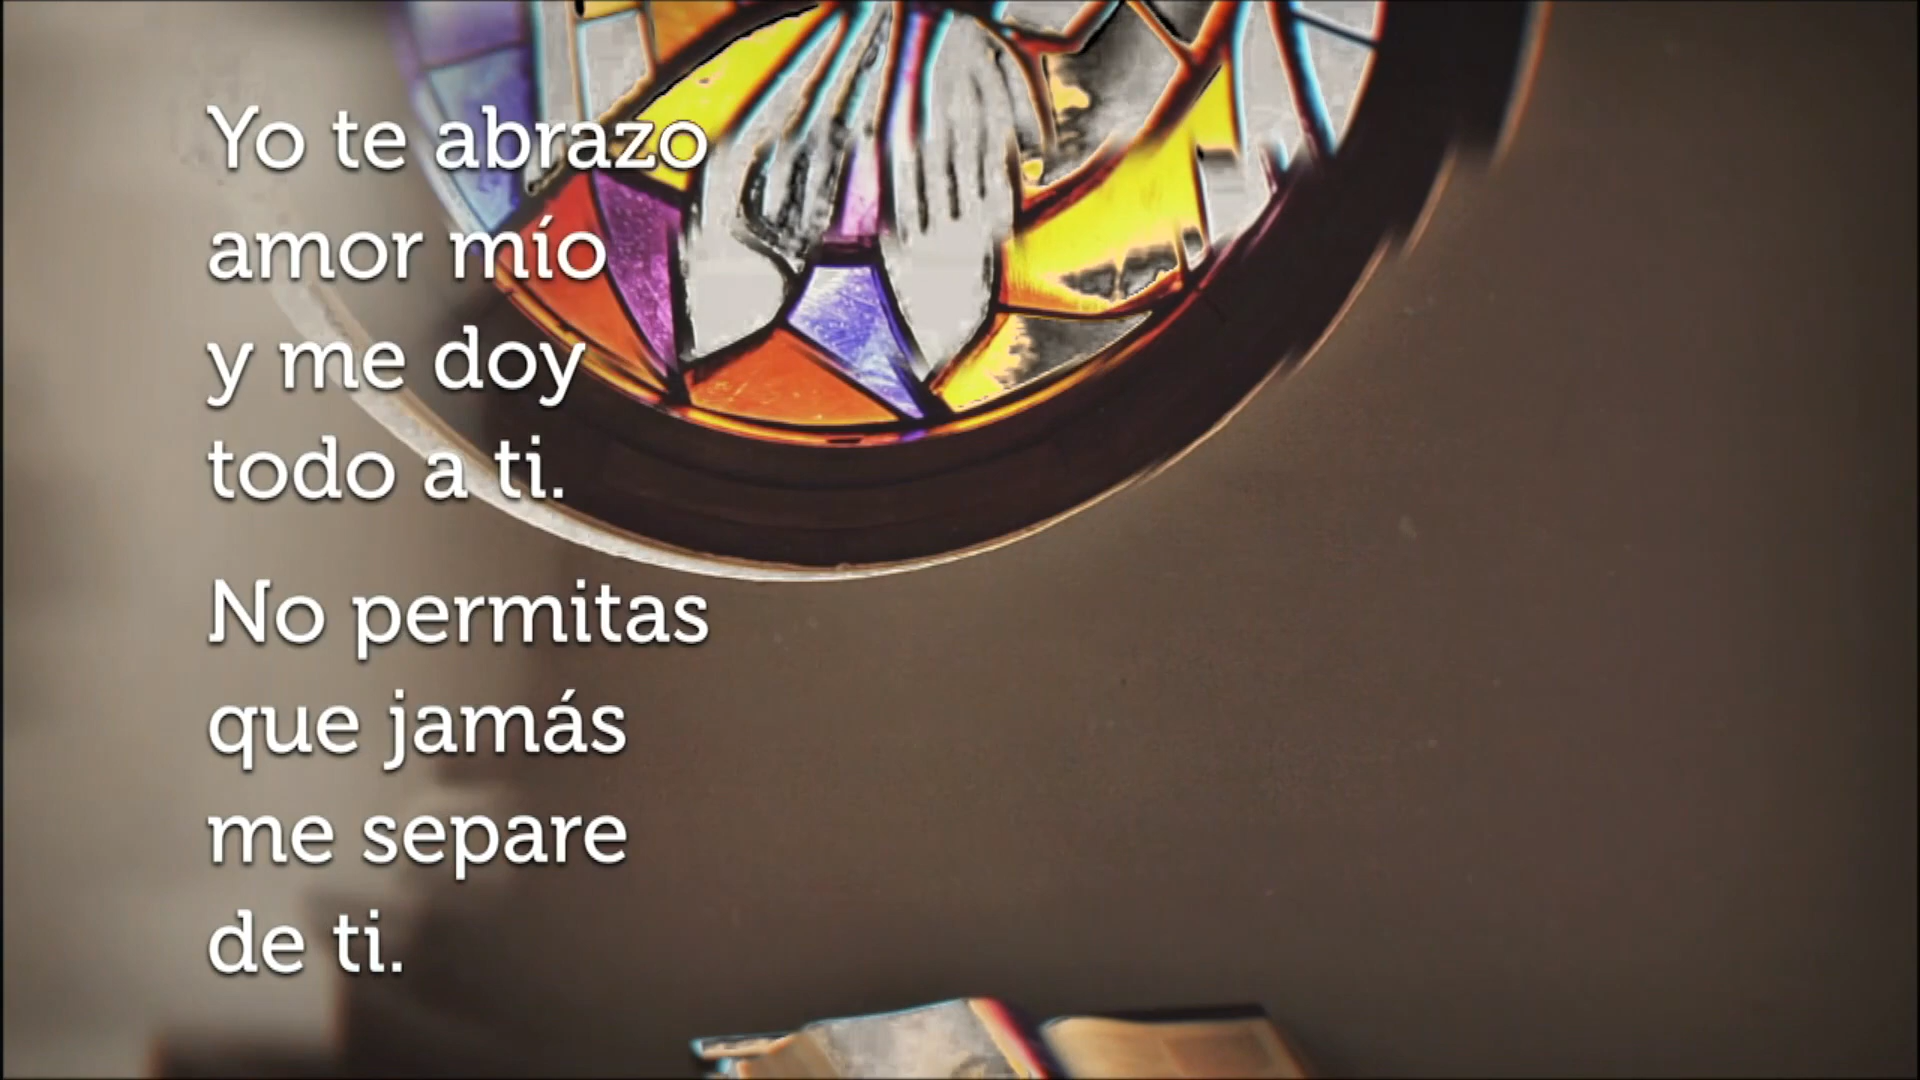 Yo te abrazo
amor mío
y me doy
todo a ti.
No permitas
que jamás
me separe
de ti.